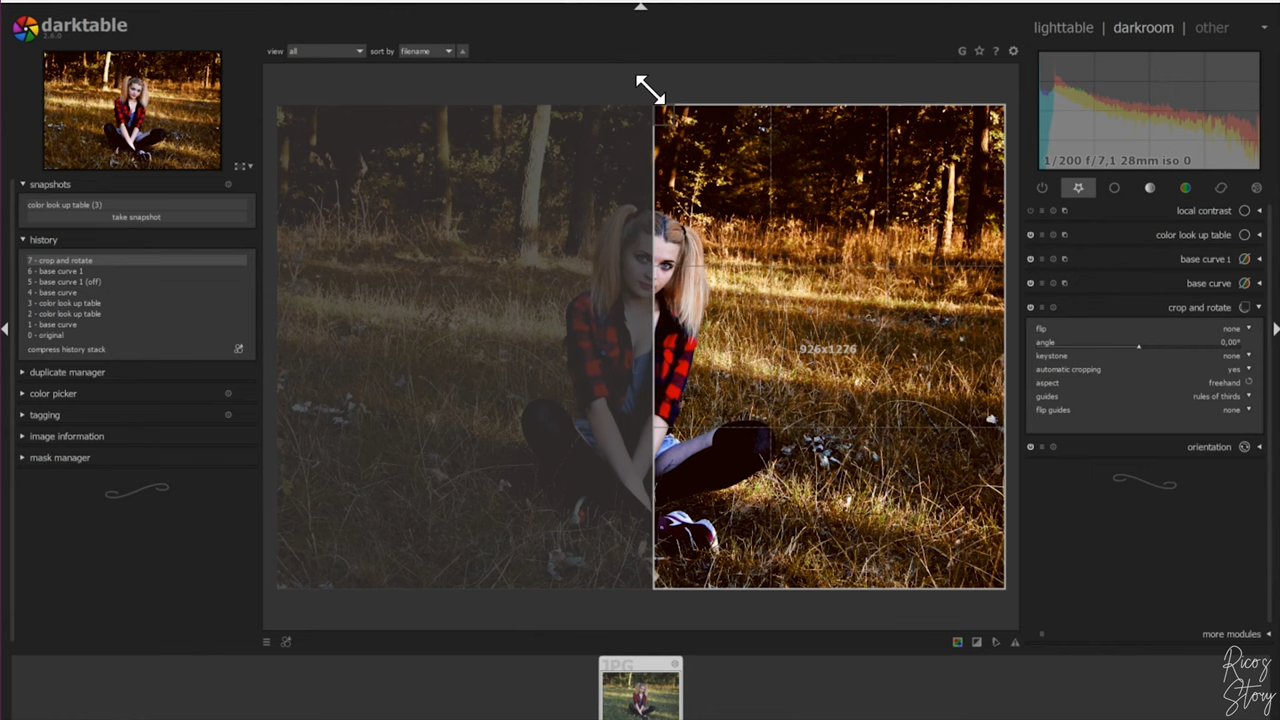 darktable
2.6.0
lighttable | darkroom | other
view all sort by filename
G ☆ ?
1/200 f/7,1 28mm iso 0
snapshots
color look up table (3)
take snapshot
history
7 - crop and rotate
6 - base curve 1
5 - base curve 1 (off)
4 - base curve
3 - color look up table
2 - color look up table
1 - base curve
0 - original
compress history stack
duplicate manager
color picker
tagging
image information
mask manager
926x1276
local contrast
color look up table
base curve 1
base curve
crop and rotate
flip none
angle 0,00°
keystone none
automatic cropping yes
aspect freehand
guides rules of thirds
flip guides none
orientation
more modules
JPG
Ricos
Story